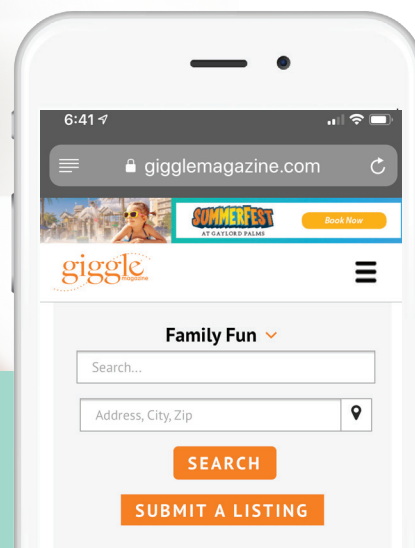 6:41
gigglemagazine.com
SUMMERFEST
AT GAYLORD PALMS
Book Now
giggle
magazine
Family Fun
Search...
Address, City, Zip
SEARCH
SUBMIT A LISTING